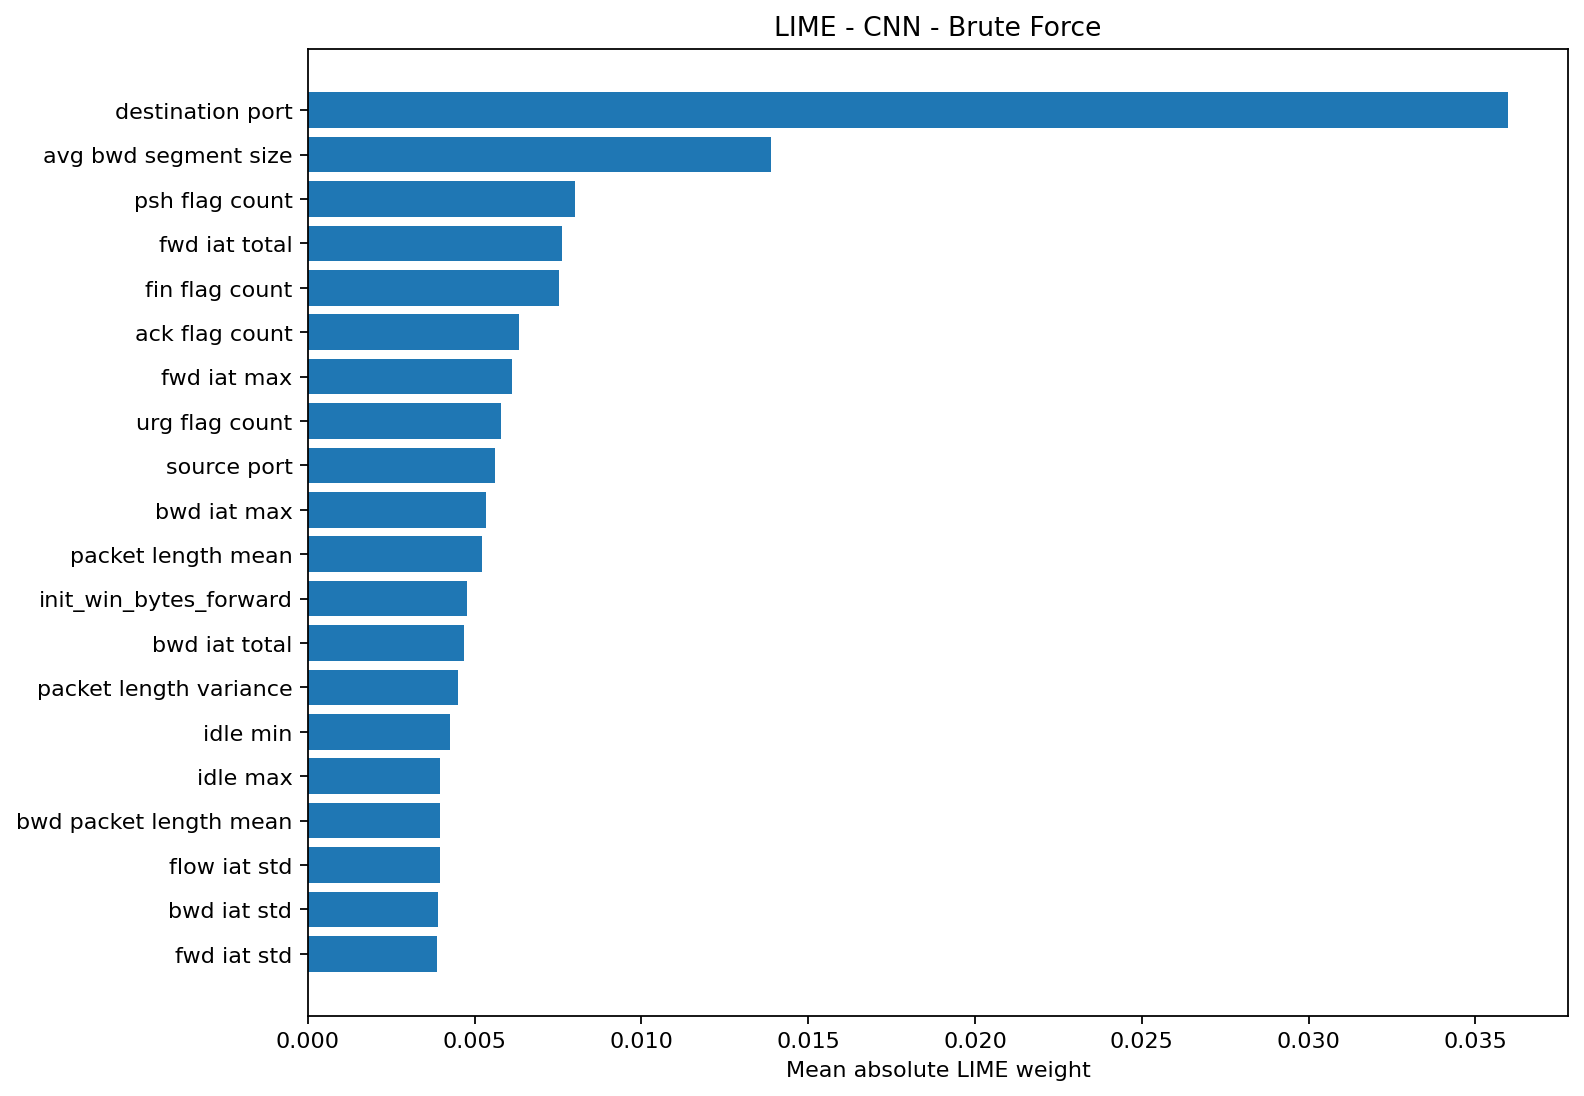 LIME - CNN - Brute Force
destination port
avg bwd segment size
psh flag count
fwd iat total
fin flag count
ack flag count
fwd iat max
urg flag count
source port
bwd iat max
packet length mean
init_win_bytes_forward
bwd iat total
packet length variance
idle min
idle max
bwd packet length mean
flow iat std
bwd iat std
fwd iat std
0.000 0.005 0.010 0.015 0.020 0.025 0.030 0.035
Mean absolute LIME weight